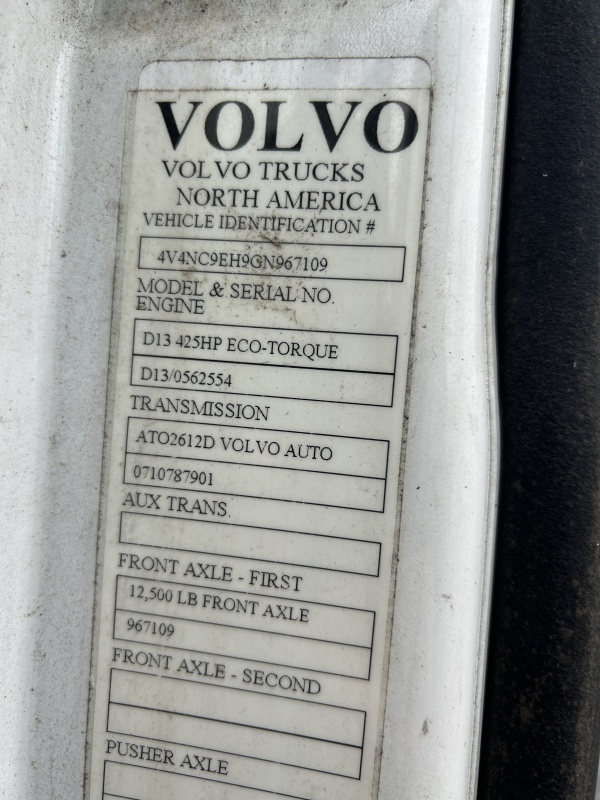 VOLVO
VOLVO TRUCKS
NORTH AMERICA
VEHICLE IDENTIFICATION #
4V4NC9EH9GN967109
MODEL & SERIAL NO.
ENGINE
D13 425HP ECO-TORQUE
D13/0562554
TRANSMISSION
ATO2612D VOLVO AUTO
0710787901
AUX TRANS.
FRONT AXLE - FIRST
12,500 LB FRONT AXLE
967109
FRONT AXLE - SECOND
PUSHER AXLE